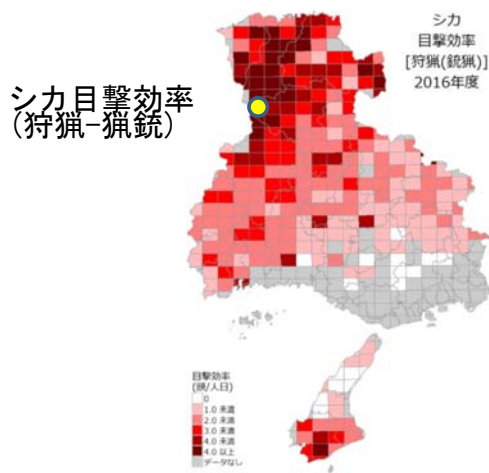 シカ
目撃効率
[狩猟(銃猟)]
2016年度
シカ目撃効率
(狩猟−猟銃)
目撃効率
(頭/人日)
0
1.0 未満
2.0 未満
3.0 未満
4.0 未満
4.0 以上
データなし